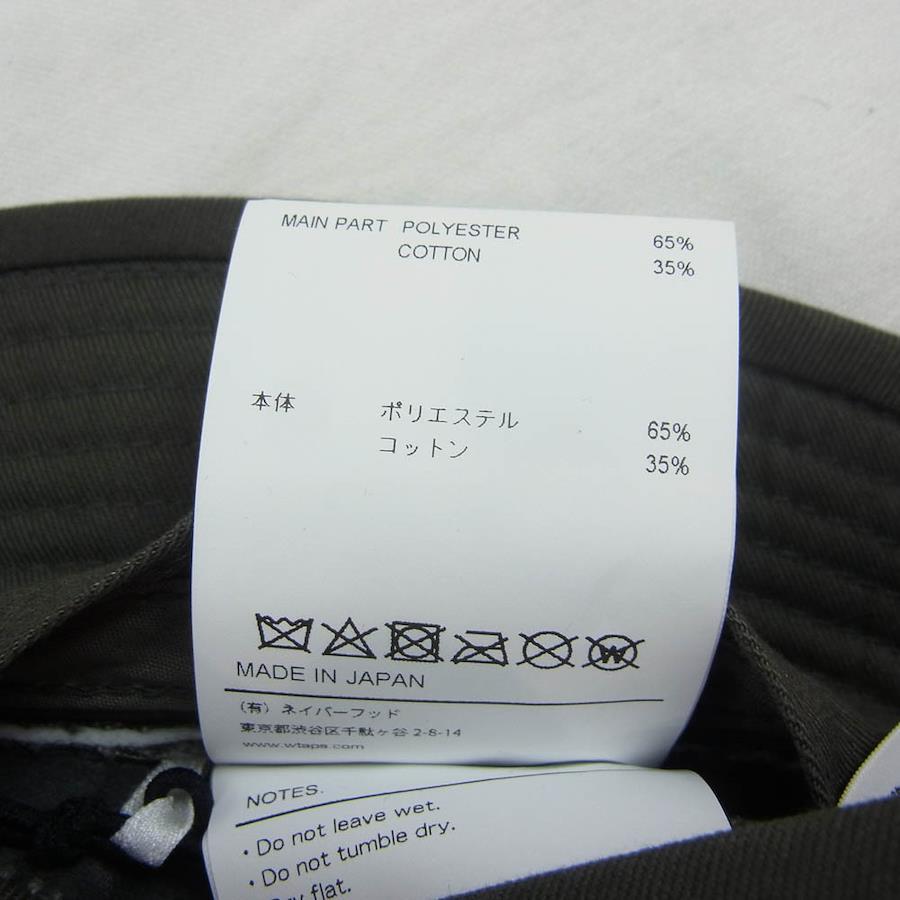 MAIN PART POLYESTER 65%
COTTON 35%
本体 ポリエステル 65%
コットン 35%
MADE IN JAPAN
(有) ネイバーフッド
東京都渋谷区千駄ヶ谷 2-8-14
www.wtaps.com
NOTES.
・Do not leave wet.
・Do not tumble dry.
flat.